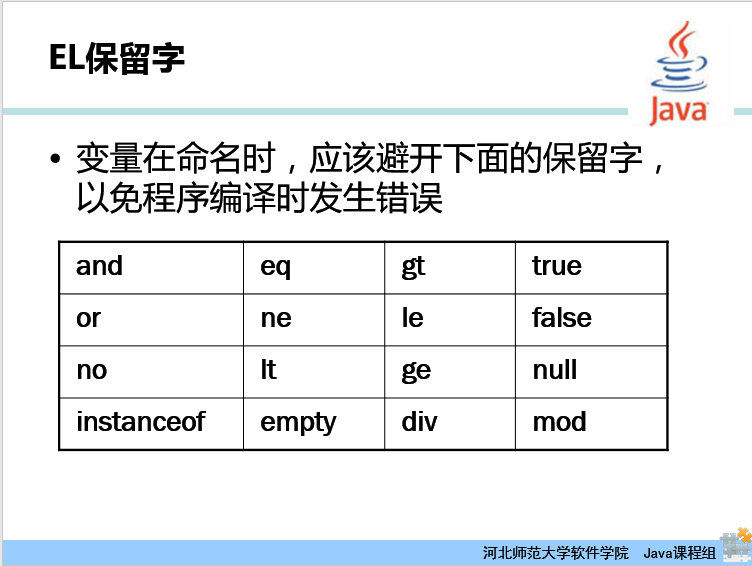 EL保留字
Java
• 变量在命名时，应该避开下面的保留字，
以免程序编译时发生错误
and eq gt true
or ne le false
no lt ge null
instanceof empty div mod
河北师范大学软件学院 Java课程组